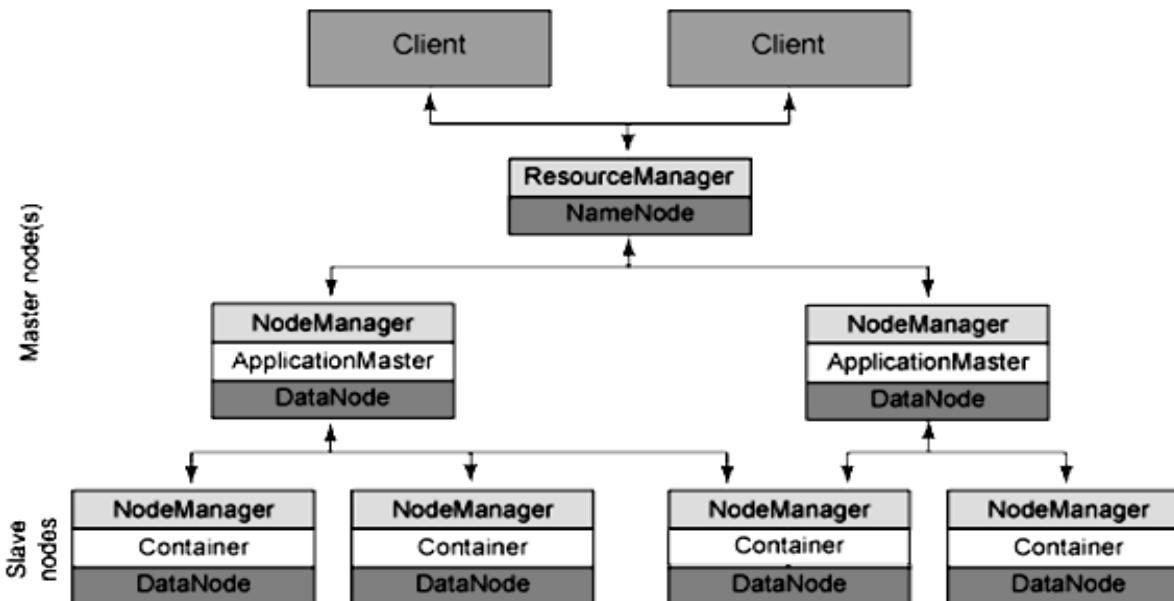 Client
Client
ResourceManager
NameNode
Master node(s)
NodeManager
ApplicationMaster
DataNode
NodeManager
ApplicationMaster
DataNode
Slave
nodes
NodeManager
Container
DataNode
NodeManager
Container
DataNode
NodeManager
Container
DataNode
NodeManager
Container
DataNode